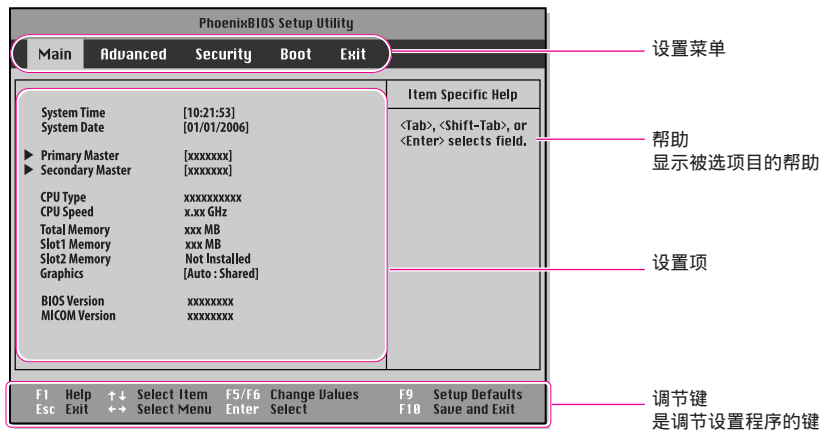 PhoenixBIOS Setup Utility
Main Advanced Security Boot Exit
设置菜单
Item Specific Help
System Time [10:21:53]
System Date [01/01/2006]
<Tab>, <Shift-Tab>, or
<Enter> selects field.
帮助
显示被选项目的帮助
▶ Primary Master [xxxxxxx]
▶ Secondary Master [xxxxxxx]
CPU Type xxxxxxxxxx
CPU Speed x.xx GHz
Total Memory xxx MB
Slot1 Memory xxx MB
Slot2 Memory Not Installed
Graphics [Auto : Shared]
设置项
BIOS Version xxxxxxxx
MICOM Version xxxxxxxx
F1 Help ↑↓ Select Item F5/F6 Change Values F9 Setup Defaults
Esc Exit ←→ Select Menu Enter Select F10 Save and Exit
调节键
是调节设置程序的键